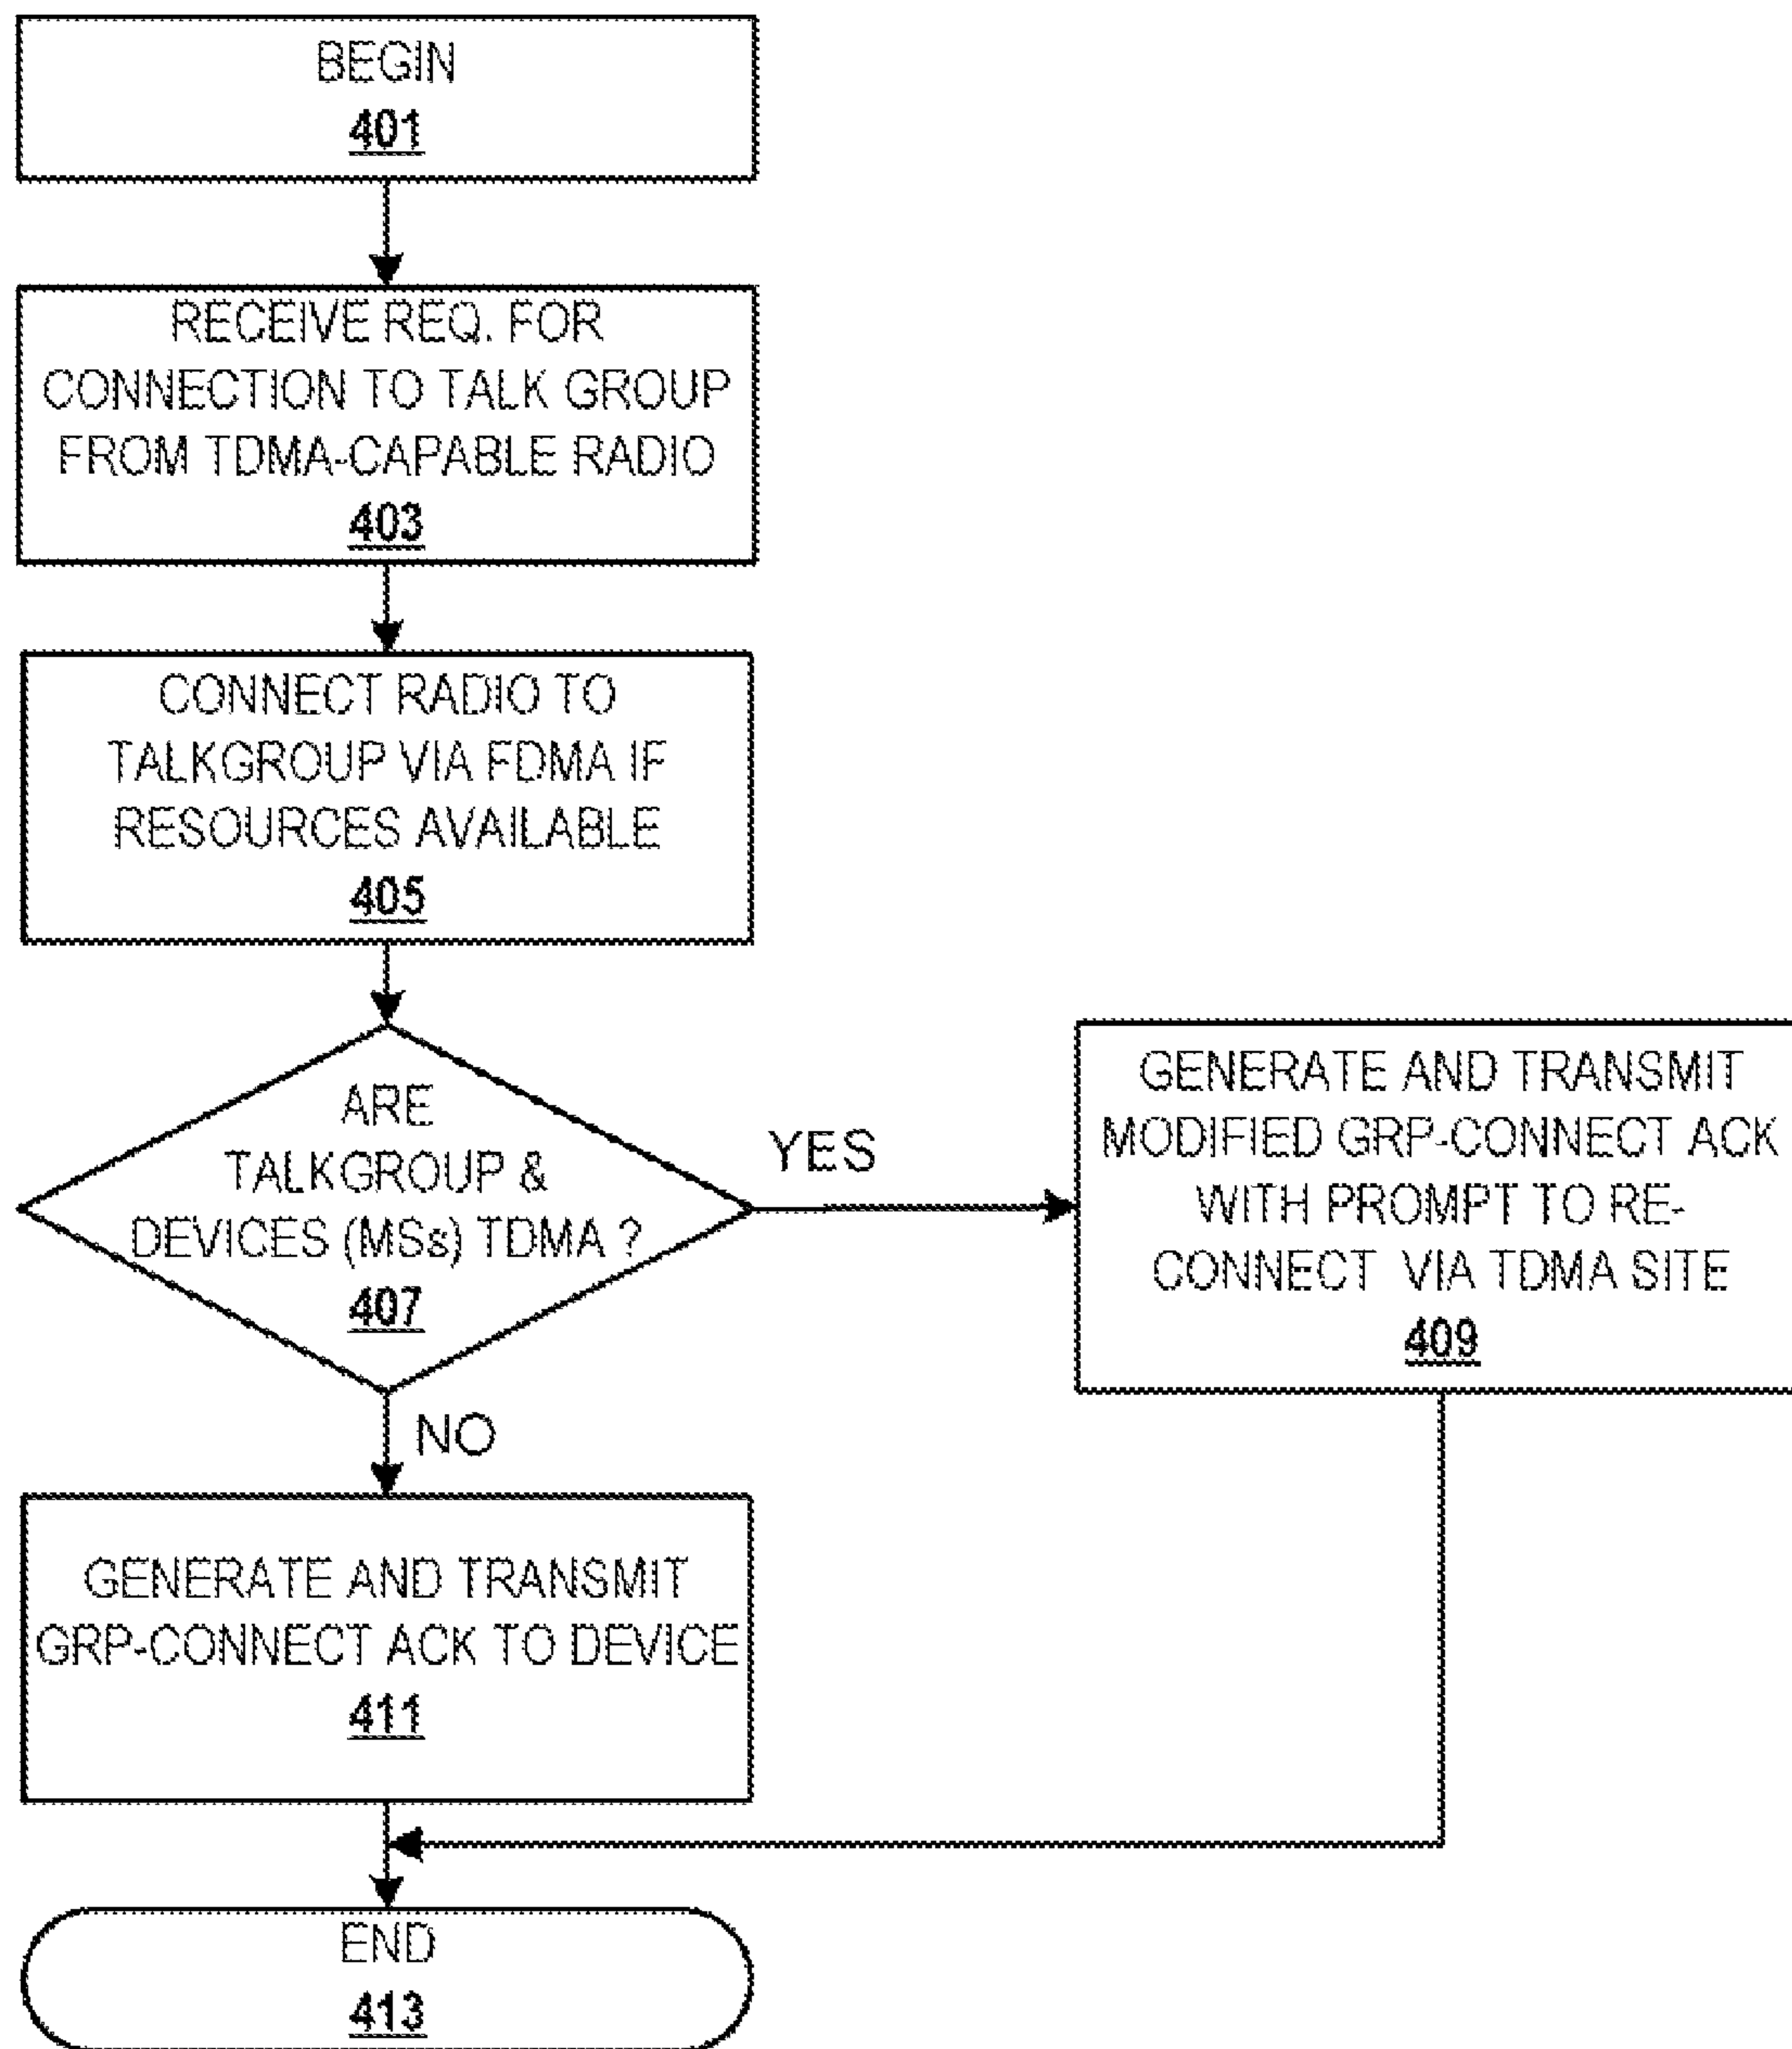 BEGIN
401
RECEIVE REQ. FOR
CONNECTION TO TALK GROUP
FROM TDMA-CAPABLE RADIO
403
CONNECT RADIO TO
TALKGROUP VIA FDMA IF
RESOURCES AVAILABLE
405
ARE
TALKGROUP &
DEVICES (MSs) TDMA ?
407
YES
GENERATE AND TRANSMIT
MODIFIED GRP-CONNECT ACK
WITH PROMPT TO RE-
CONNECT VIA TDMA SITE
409
NO
GENERATE AND TRANSMIT
GRP-CONNECT ACK TO DEVICE
411
END
413